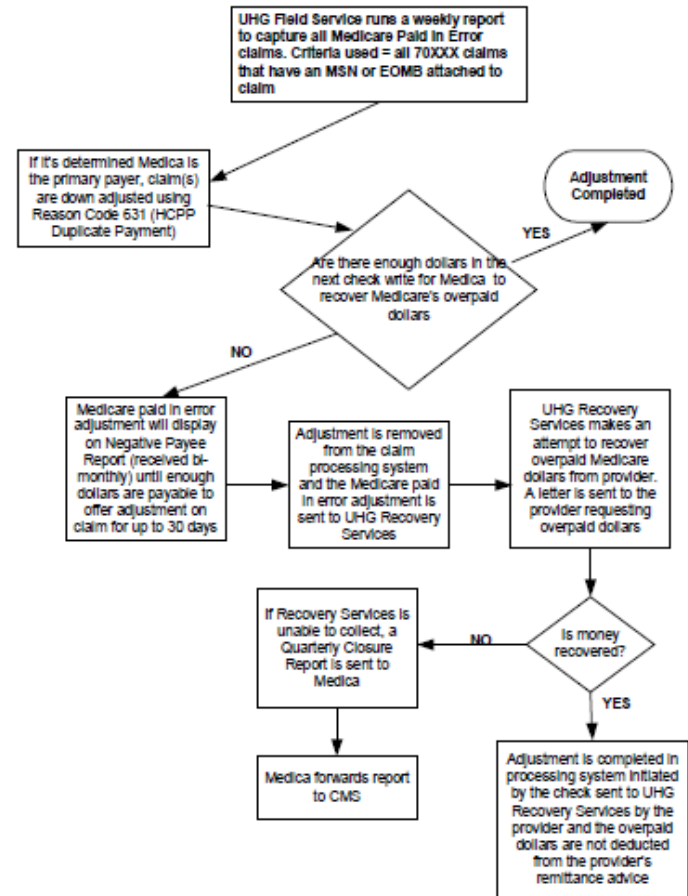 UHG Field Service runs a weekly report
to capture all Medicare Paid in Error
claims. Criteria used = all 70XXX claims
that have an MSN or EOMB attached to
claim
If it's determined Medica is
the primary payer, claim(s)
are down adjusted using
Reason Code 631 (HCPP
Duplicate Payment)
Adjustment
Completed
YES
Are there enough dollars in the
next check write for Medica to
recover Medicare's overpaid
dollars
NO
Medicare paid in error
adjustment will display
on Negative Payee
Report (received bi-
monthly) until enough
dollars are payable to
offer adjustment on
claim for up to 30 days
Adjustment is removed
from the claim
processing system
and the Medicare paid
in error adjustment is
sent to UHG Recovery
Services
UHG Recovery
Services makes an
attempt to recover
overpaid Medicare
dollars from provider.
A letter is sent to the
provider requesting
overpaid dollars
If Recovery Services is
unable to collect, a
Quarterly Closure
Report is sent to
Medica
NO
Is money
recovered?
YES
Medica forwards report
to CMS
Adjustment is completed in
processing system initiated
by the check sent to UHG
Recovery Services by the
provider and the overpaid
dollars are not deducted
from the provider's
remittance advice